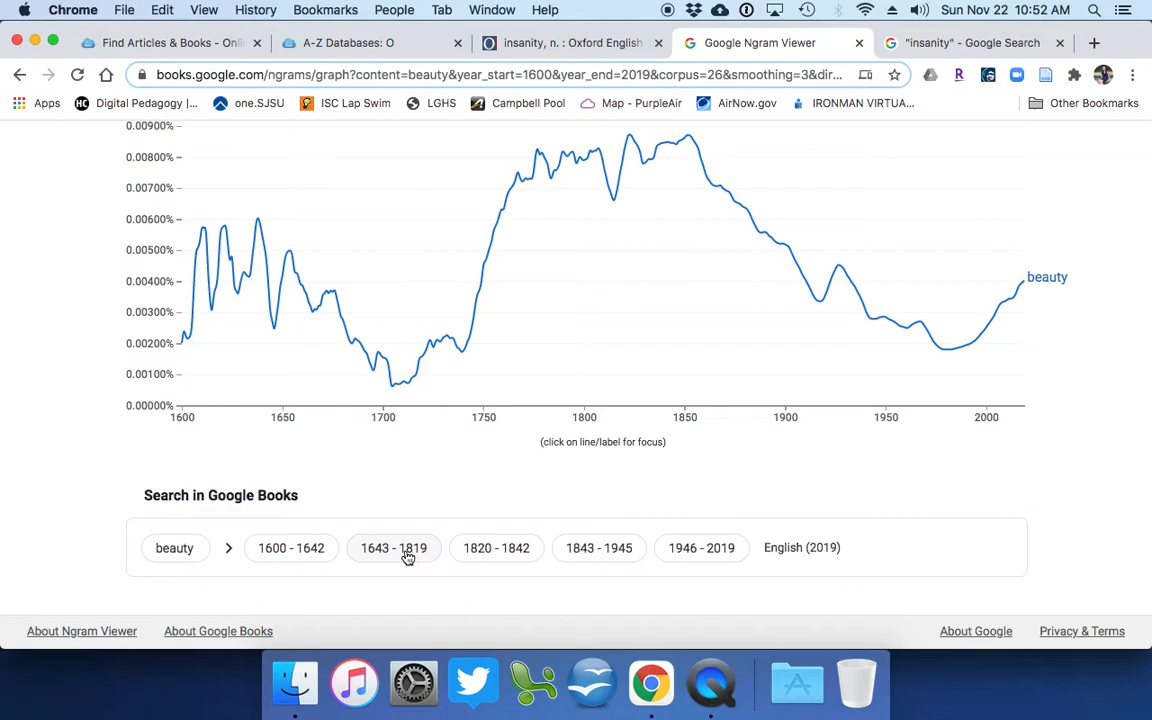 Chrome File Edit View History Bookmarks People Tab Window Help Sun Nov 22 10:52 AM
Find Articles & Books - Onli A-Z Databases: O insanity, n. : Oxford English Google Ngram Viewer "insanity" - Google Search
books.google.com/ngrams/graph?content=beauty&year_start=1600&year_end=2019&corpus=26&smoothing=3&dir...
Apps Digital Pedagogy |... one.SJSU ISC Lap Swim LGHS Campbell Pool Map - PurpleAir AirNow.gov IRONMAN VIRTUA... Other Bookmarks
0.00900%
0.00800%
0.00700%
0.00600%
0.00500%
0.00400%
0.00300%
0.00200%
0.00100%
0.00000%
beauty
1600 1650 1700 1750 1800 1850 1900 1950 2000
(click on line/label for focus)
Search in Google Books
beauty 1600 - 1642 1643 - 1819 1820 - 1842 1843 - 1945 1946 - 2019 English (2019)
About Ngram Viewer About Google Books About Google Privacy & Terms